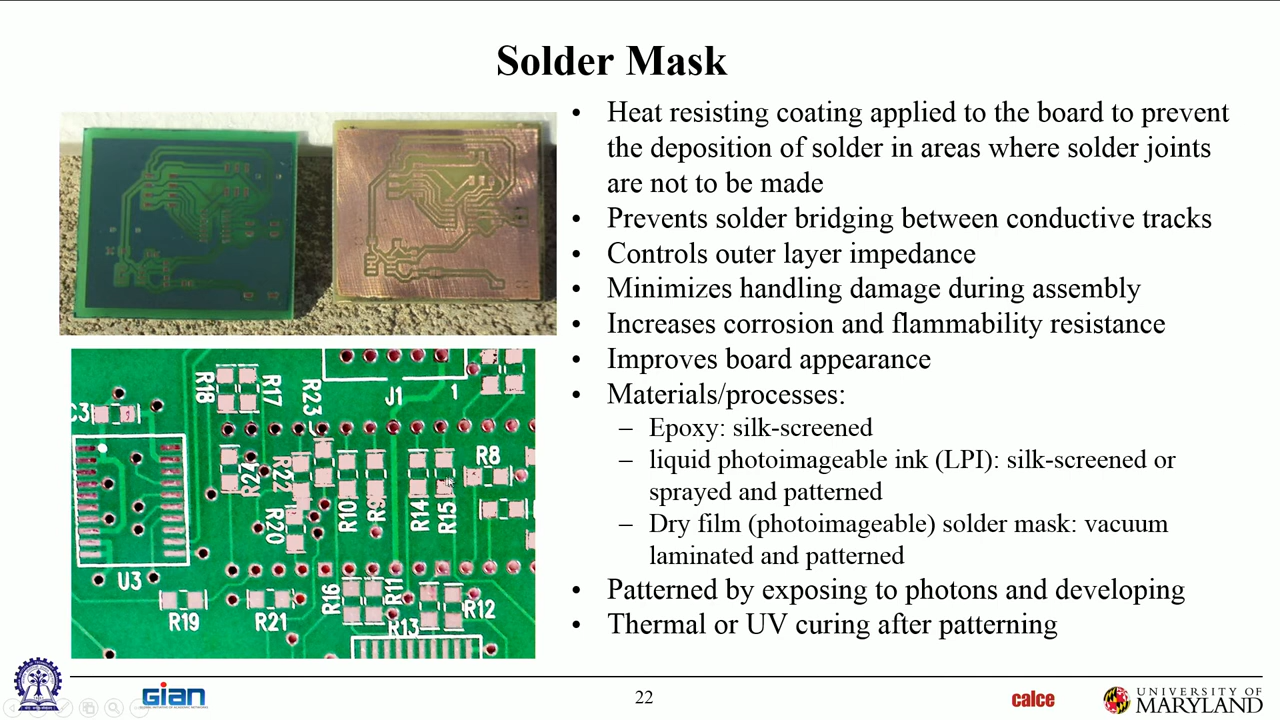 Solder Mask
• Heat resisting coating applied to the board to prevent
the deposition of solder in areas where solder joints
are not to be made
• Prevents solder bridging between conductive tracks
• Controls outer layer impedance
• Minimizes handling damage during assembly
• Increases corrosion and flammability resistance
• Improves board appearance
• Materials/processes:
– Epoxy: silk-screened
– liquid photoimageable ink (LPI): silk-screened or
sprayed and patterned
– Dry film (photoimageable) solder mask: vacuum
laminated and patterned
• Patterned by exposing to photons and developing
• Thermal or UV curing after patterning
R18
R17
R23
J1
1
C3
R24
R22
R20
R10
R9
R14
R15
R8
U3
R19
R21
R16
R11
R13
R12
GIAN
22
calce
UNIVERSITY OF
MARYLAND